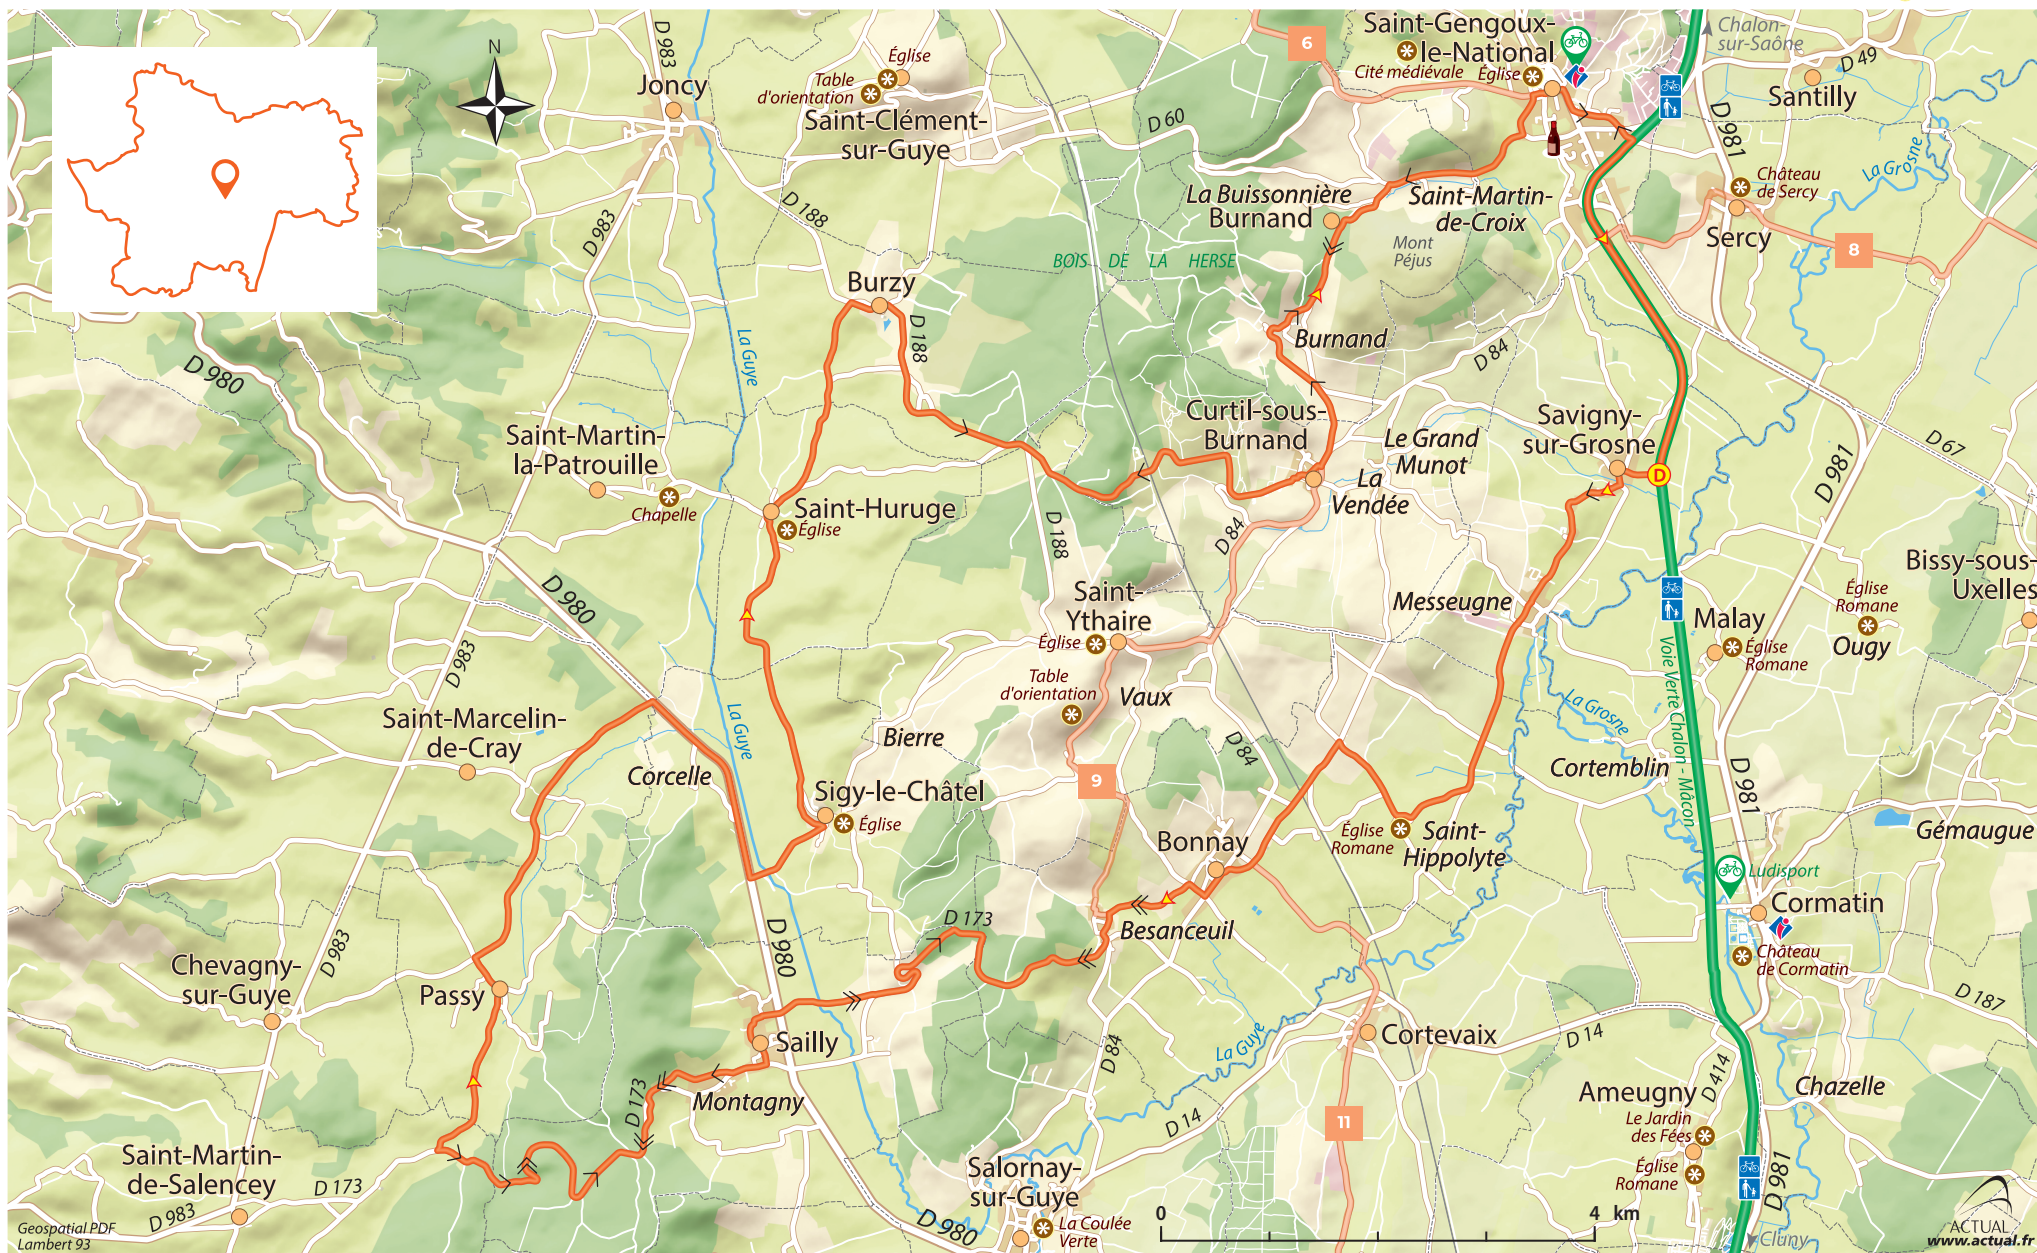 N
D 983
Joncy
Église
Table
d'orientation
Saint-Clément-
sur-Guye
D 60
6
Saint-Gengoux-
le-National
Cité médiévale
Église
Chalon-
sur-Saône
D 49
Santilly
D 981
La Grosne
Château
de Sercy
Sercy
8
D 188
D 983
La Buissonnière
Burnand
Saint-Martin-
de-Croix
Mont
Péjus
BOIS DE LA HERSE
Burzy
D 188
La Guye
Burnand
D 84
D 980
Saint-Martin-
la-Patrouille
Chapelle
Saint-Huruge
Église
Curtil-sous-
Burnand
Le Grand
Munot
La
Vendée
Savigny-
sur-Grosne
D
D 981
D 67
D 188
D 84
D 980
Saint-
Ythaire
Église
Table
d'orientation
Vaux
Messeugne
Malay
Église
Romane
Église
Romane
Ougy
Bissy-sous-
Uxelles
Voie Verte Chalon - Mâcon
La Grosne
D 983
Saint-Marcelin-
de-Cray
La Guye
Corcelle
Bierre
D 84
9
Cortemblin
D 981
Sigy-le-Châtel
Église
Bonnay
Église
Romane
Saint-
Hippolyte
Gémaugue
Ludisport
Cormatin
Château
de Cormatin
D 187
D 173
Besanceuil
D 980
D 983
Chevagny-
sur-Guye
Passy
Sailly
Cortevaix
La Guye
D 84
D 14
D 14
D 414
Ameugny
Chazelle
Le Jardin
des Fées
Église
Romane
D 981
D 173
Montagny
11
Saint-Martin-
de-Salencey
D 173
D 983
Salornay-
sur-Guye
La Coulée
Verte
D 980
0
4 km
Cluny
Geospatial PDF
Lambert 93
ACTUAL
www.actual.fr